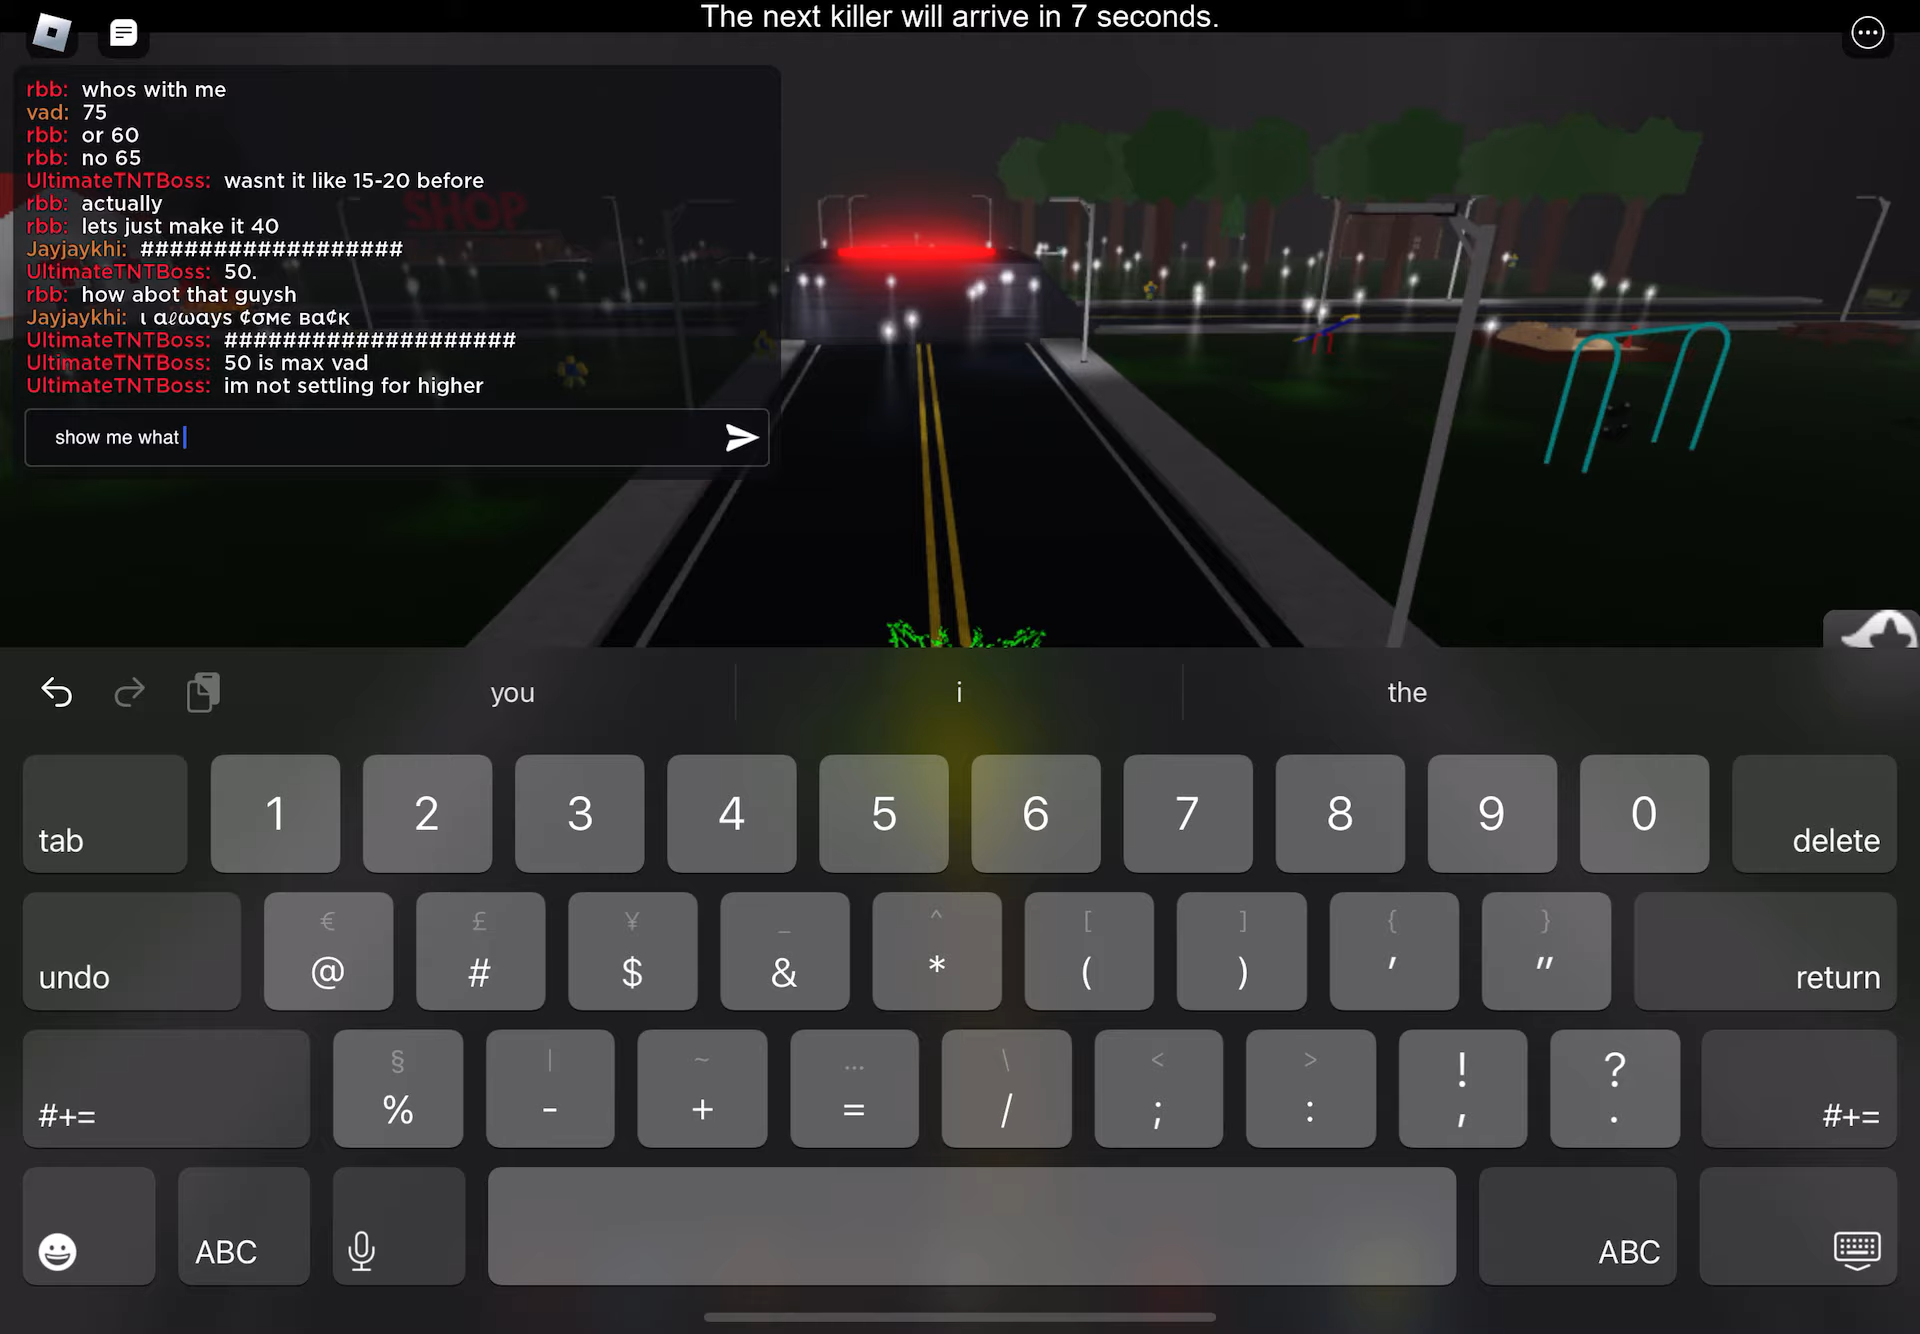 The next killer will arrive in 7 seconds.
rbb: whos with me
vad: 75
rbb: or 60
rbb: no 65
UltimateTNTBoss: wasnt it like 15-20 before
rbb: actually
SHOP
rbb: lets just make it 40
Jayjaykhi: ##################
UltimateTNTBoss: 50.
rbb: how abot that guysh
Jayjaykhi: ι αℓωαуѕ ¢σмє вα¢к
UltimateTNTBoss: ####################
UltimateTNTBoss: 50 is max vad
UltimateTNTBoss: im not settling for higher
show me what
you i the
tab 1 2 3 4 5 6 7 8 9 0 delete
€ £ ¥ _ ^ [ ] { }
undo @ # $ & * ( ) ' " return
§ | ~ … \ < > ! ?
#+= % - + = / ; : , . #+=
ABC ABC